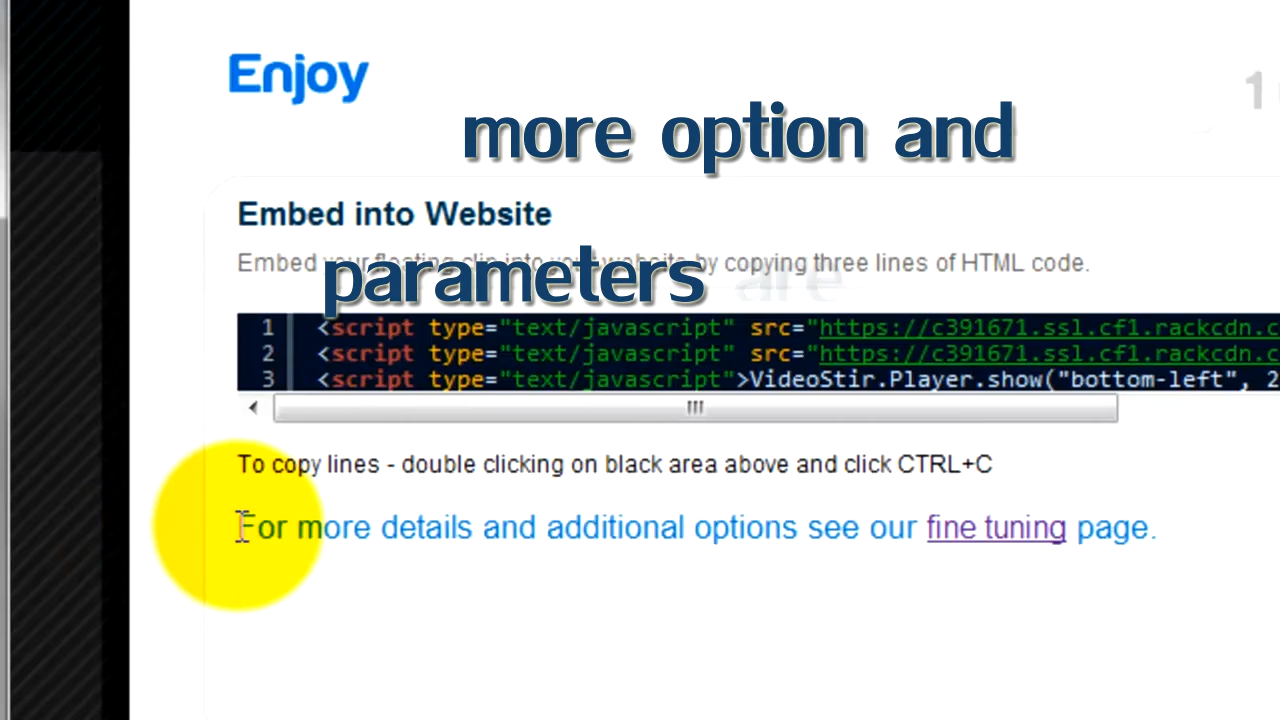 Enjoy
1
more option and
Embed into Website
Embed your floating clip into your website by copying three lines of HTML code.
parameters are
1 <script type="text/javascript" src="https://c391671.ssl.cf1.rackcdn.c
2 <script type="text/javascript" src="https://c391671.ssl.cf1.rackcdn.c
3 <script type="text/javascript">VideoStir.Player.show("bottom-left", 2
To copy lines - double clicking on black area above and click CTRL+C
For more details and additional options see our fine tuning page.